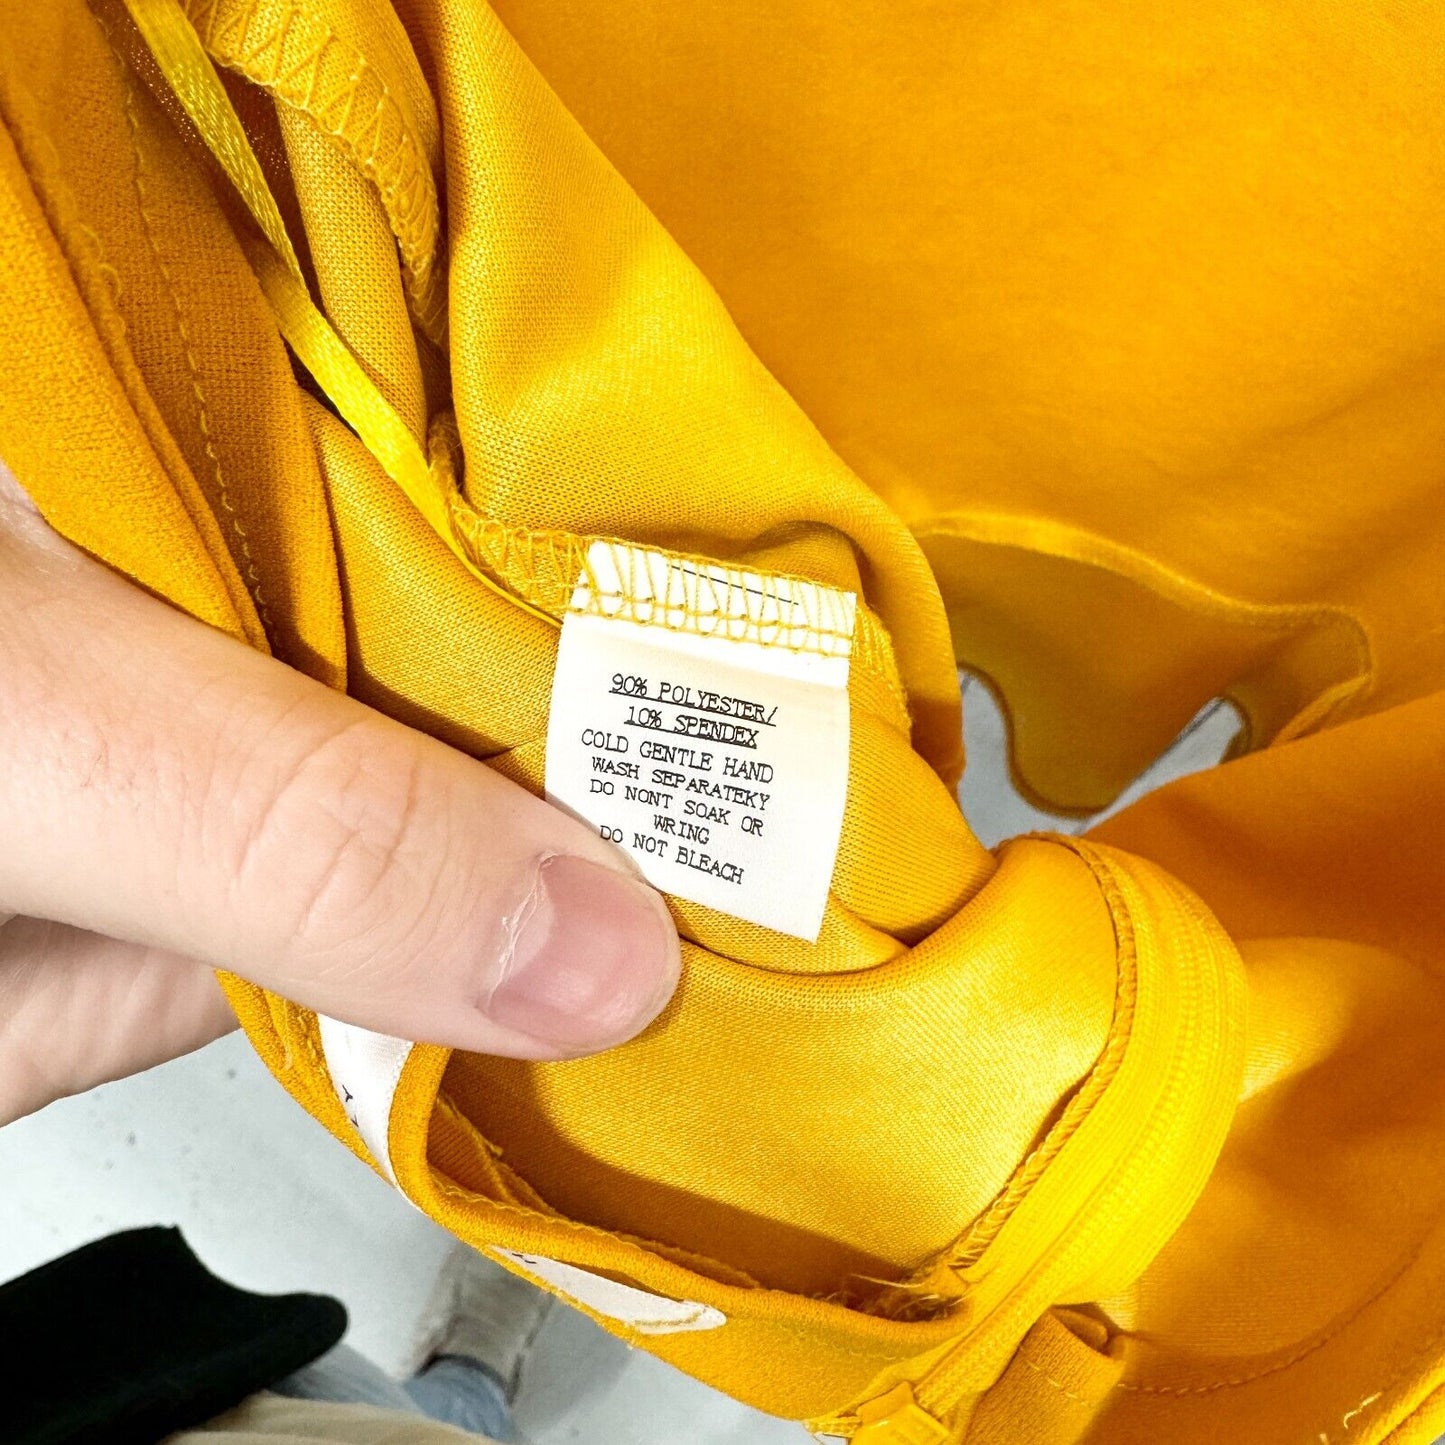 90% POLYESTER/
10% SPENDEX
COLD GENTLE HAND
WASH SEPARATEKY
DO NONT SOAK OR
WRING
DO NOT BLEACH